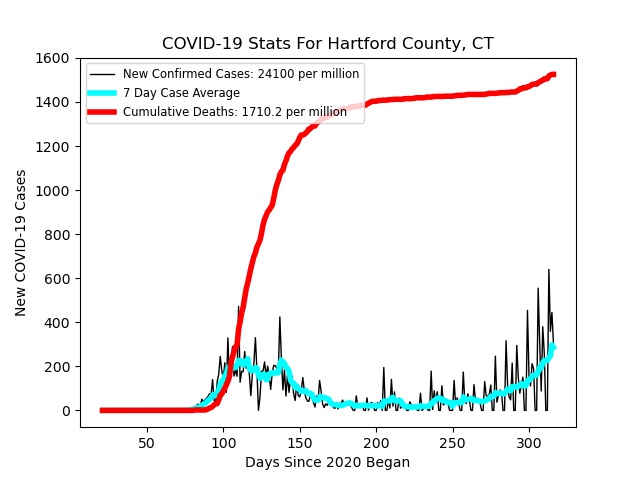 COVID-19 Stats For Hartford County, CT
New Confirmed Cases: 24100 per million
7 Day Case Average
Cumulative Deaths: 1710.2 per million
New COVID-19 Cases
1600
1400
1200
1000
800
600
400
200
0
50 100 150 200 250 300
Days Since 2020 Began